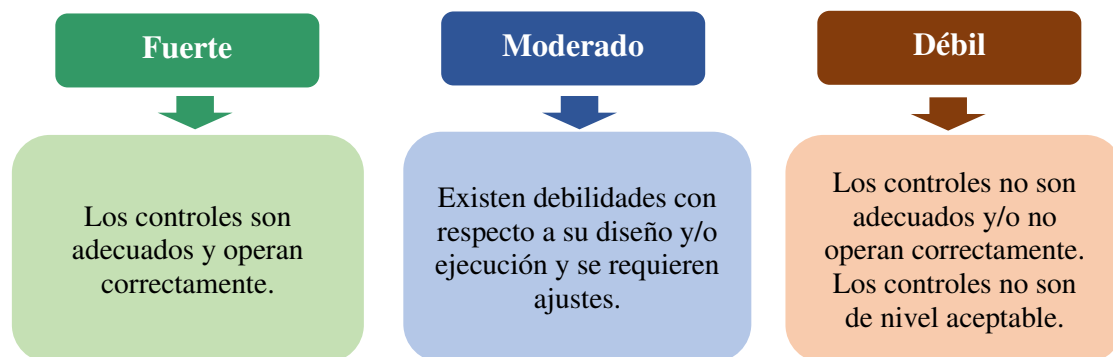 Fuerte
Los controles son
adecuados y operan
correctamente.
Moderado
Existen debilidades con
respecto a su diseño y/o
ejecución y se requieren
ajustes.
Débil
Los controles no son
adecuados y/o no
operan correctamente.
Los controles no son
de nivel aceptable.